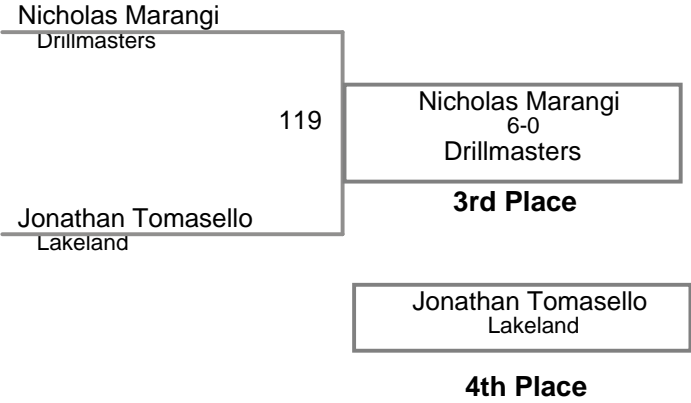 Nicholas Marangi
Drillmasters
119
Nicholas Marangi
6-0
Drillmasters
3rd Place
Jonathan Tomasello
Lakeland
Jonathan Tomasello
Lakeland
4th Place